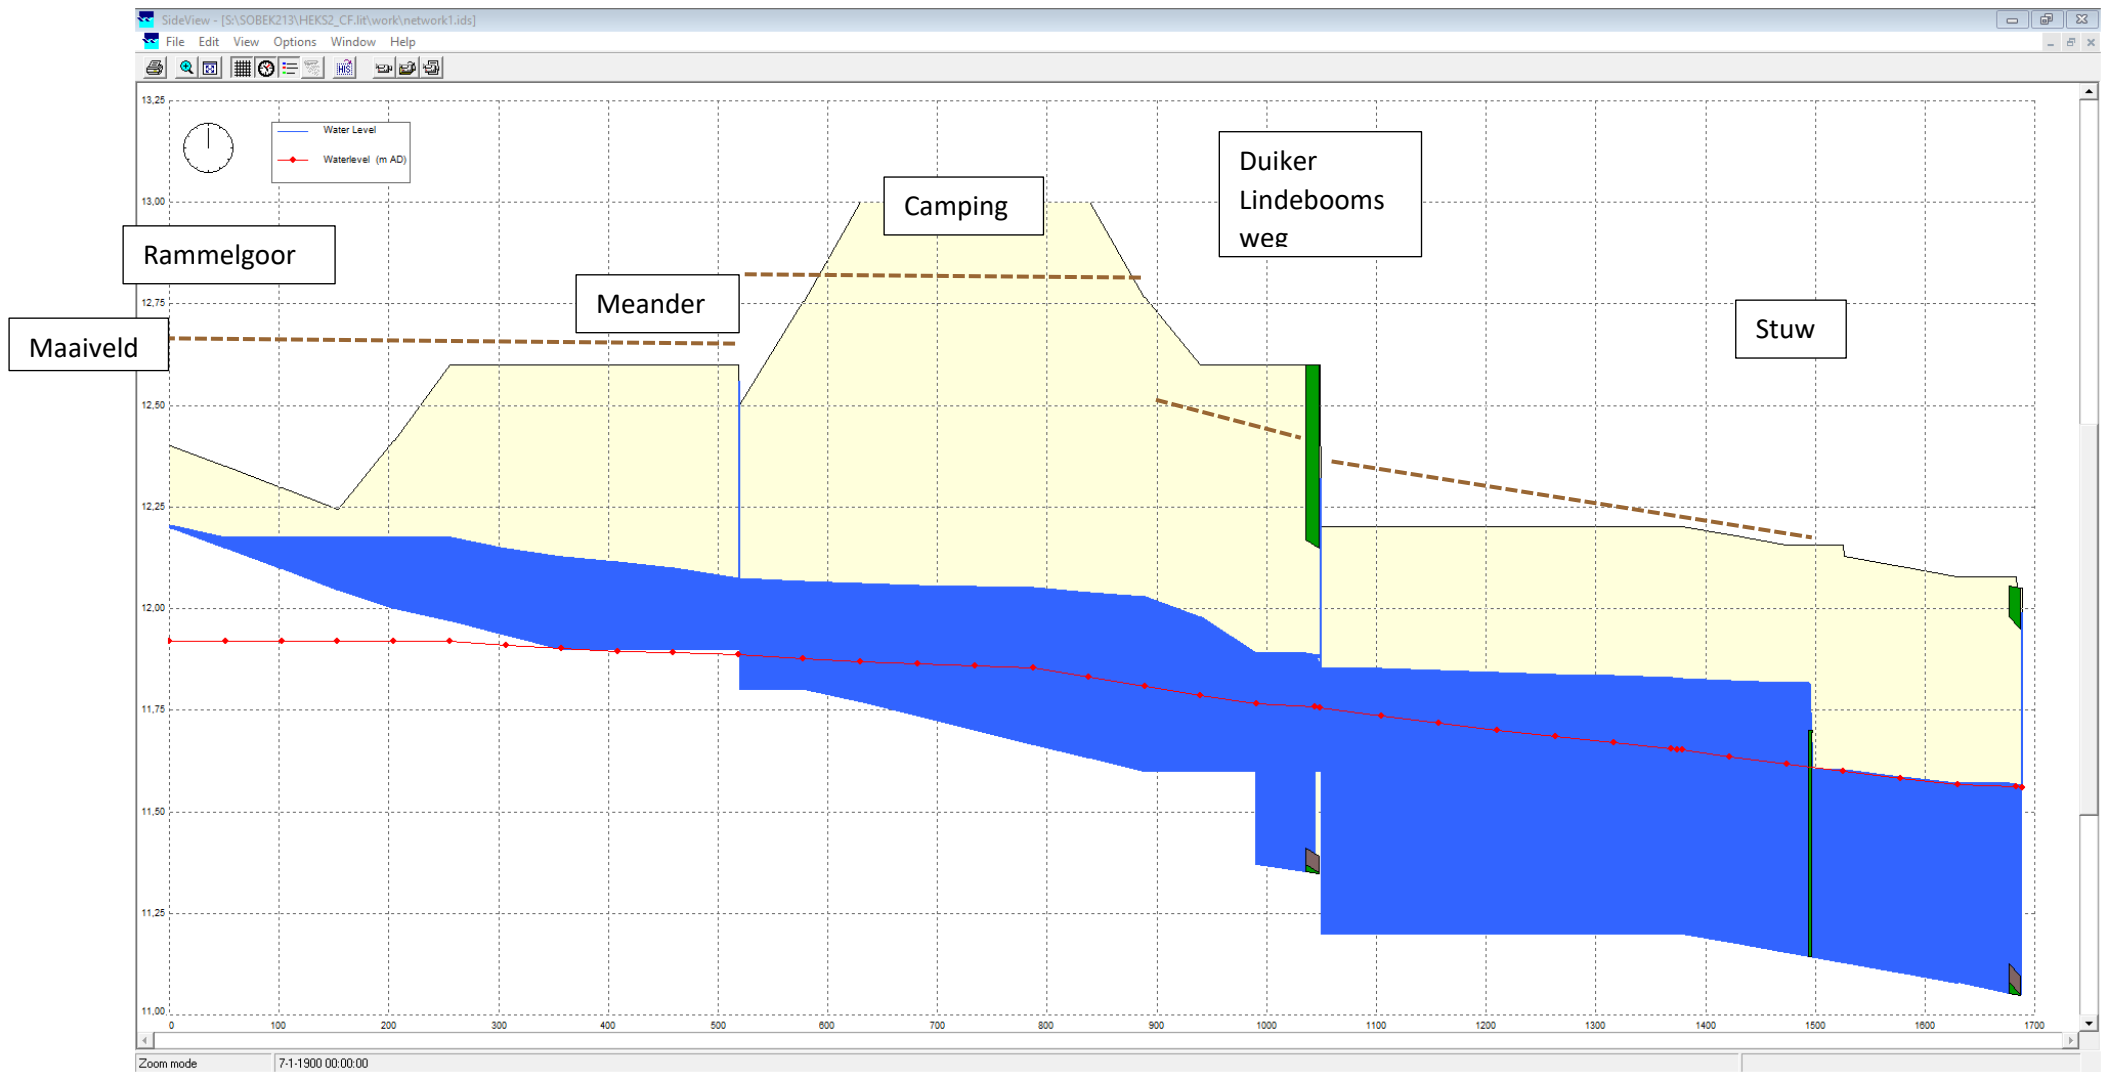 SideView - [S:\SOBEK213\HEKS2_CF.lit\work\network1.ids]
File Edit View Options Window Help
HIS
13,25
Water Level
Waterlevel (m AD)
Duiker
Lindebooms
weg
Camping
13,00
Rammelgoor
Meander
12,75
Stuw
Maaiveld
12,50
12,25
12,00
11,75
11,50
11,25
11,00
0 100 200 300 400 500 600 700 800 900 1000 1100 1200 1300 1400 1500 1600 1700
Zoom mode 7-1-1900 00:00:00